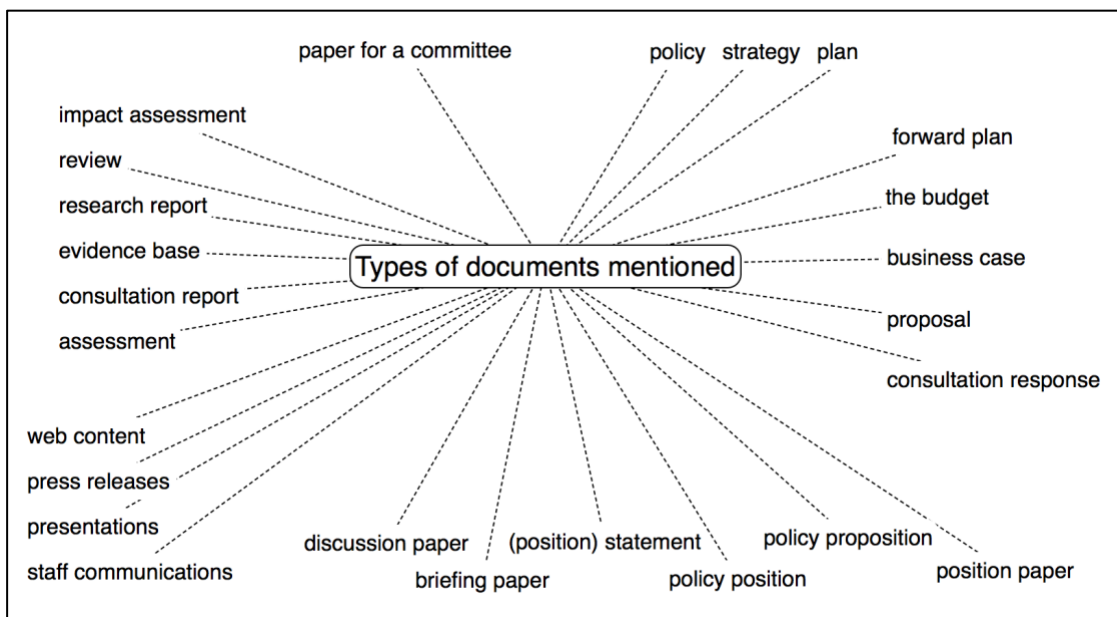 paper for a committee
policy strategy plan
impact assessment
forward plan
review
the budget
research report
evidence base
Types of documents mentioned
business case
consultation report
proposal
assessment
consultation response
web content
press releases
presentations
staff communications
discussion paper
(position) statement
policy proposition
briefing paper
policy position
position paper